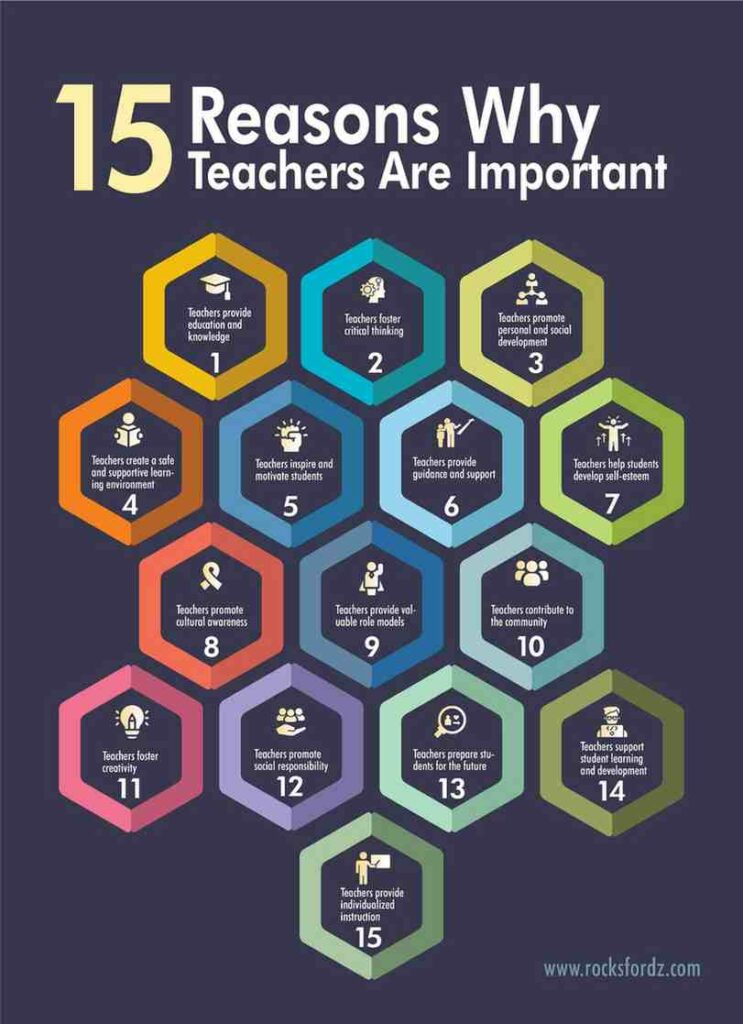 15 Reasons Why
Teachers Are Important
Teachers provide
education and
knowledge
1
Teachers foster
critical thinking
2
Teachers promote
personal and social
development
3
Teachers create a safe
and supportive learn-
ing environment
4
Teachers inspire and
motivate students
5
Teachers provide
guidance and support
6
Teachers help students
develop self-esteem
7
Teachers promote
cultural awareness
8
Teachers provide val-
uable role models
9
Teachers contribute to
the community
10
Teachers foster
creativity
11
Teachers promote
social responsibility
12
Teachers prepare stu-
dents for the future
13
Teachers support
student learning
and development
14
Teachers provide
individualized
instruction
15
www.rocksfordz.com